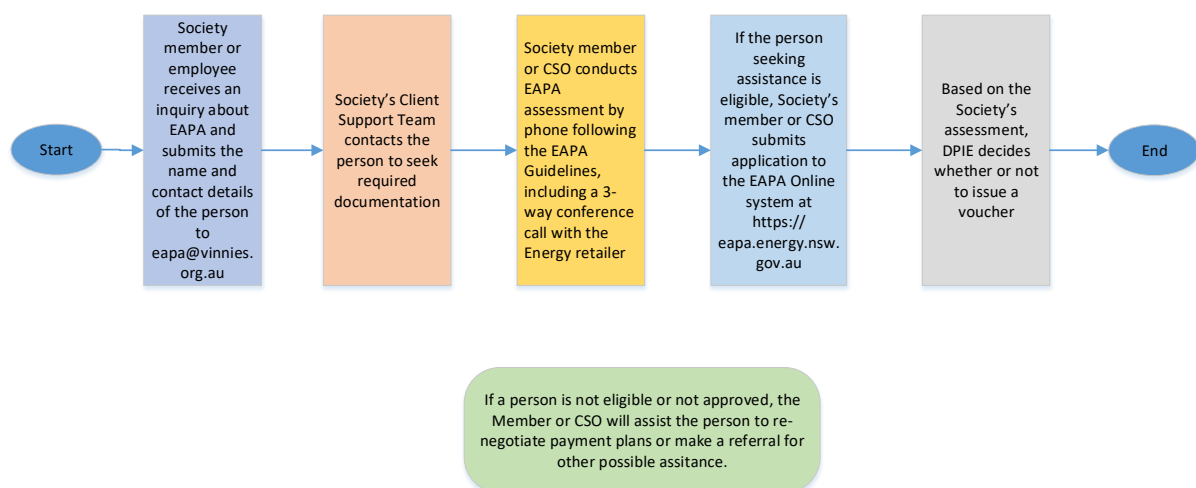 Start
Society
member or
employee
receives an
inquiry about
EAPA and
submits the
name and
contact details
of the person
to
eapa@vinnies.
org.au
Society's Client
Support Team
contacts the
person to seek
required
documentation
Society member
or CSO conducts
EAPA
assessment by
phone following
the EAPA
Guidelines,
including a 3-
way conference
call with the
Energy retailer
If the person
seeking
assistance is
eligible, Society's
member or CSO
submits
application to
the EAPA Online
system at
https://
eapa.energy.nsw.
gov.au
Based on the
Society's
assessment,
DPIE decides
whether or not
to issue a
voucher
End
If a person is not eligible or not approved, the
Member or CSO will assist the person to re-
negotiate payment plans or make a referral for
other possible assitance.